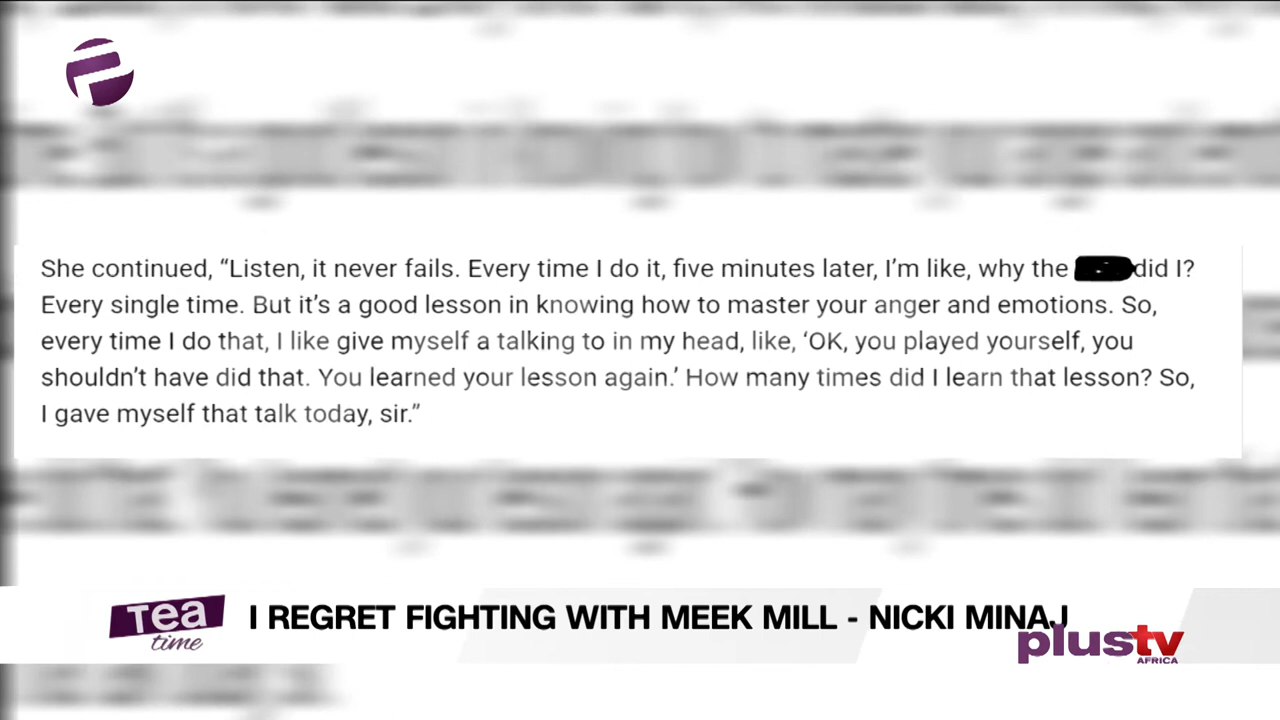 She continued, “Listen, it never fails. Every time I do it, five minutes later, I’m like, why the did I?
Every single time. But it’s a good lesson in knowing how to master your anger and emotions. So,
every time I do that, I like give myself a talking to in my head, like, ‘OK, you played yourself, you
shouldn’t have did that. You learned your lesson again.’ How many times did I learn that lesson? So,
I gave myself that talk today, sir.”
Tea
time
I REGRET FIGHTING WITH MEEK MILL - NICKI MINAJ
plustv
AFRICA